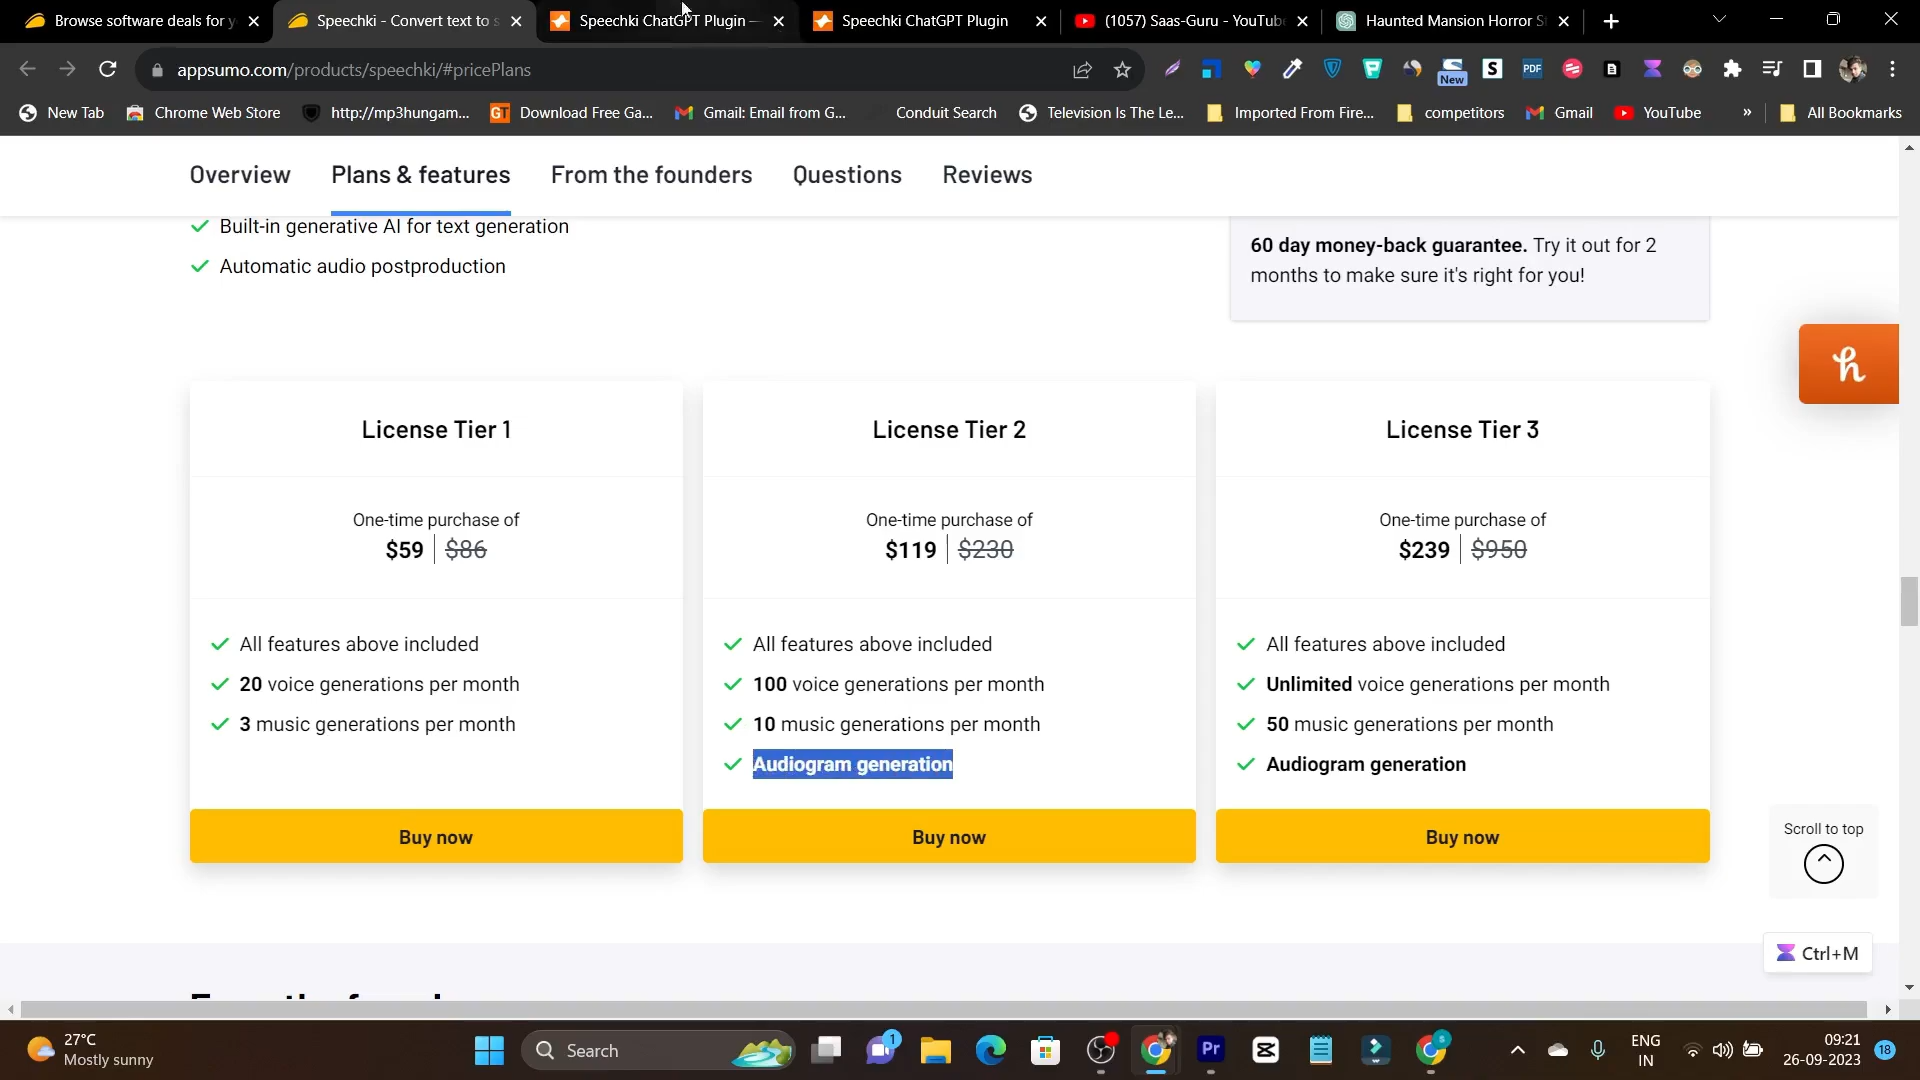 Browse software deals for y
Speechki - Convert text to s
Speechki ChatGPT Plugin –
Speechki ChatGPT Plugin
(1057) Saas-Guru - YouTube
Haunted Mansion Horror S
appsumo.com/products/speechki/#pricePlans
New
PDF
New Tab
Chrome Web Store
http://mp3hungam...
Download Free Ga...
Gmail: Email from G...
Conduit Search
Television Is The Le...
Imported From Fire...
competitors
Gmail
YouTube
»
All Bookmarks
Overview
Plans & features
From the founders
Questions
Reviews
Built-in generative AI for text generation
Automatic audio postproduction
60 day money-back guarantee. Try it out for 2
months to make sure it's right for you!
License Tier 1
One-time purchase of
$59 | $86
All features above included
20 voice generations per month
3 music generations per month
Buy now
License Tier 2
One-time purchase of
$119 | $230
All features above included
100 voice generations per month
10 music generations per month
Audiogram generation
Buy now
License Tier 3
One-time purchase of
$239 | $950
All features above included
Unlimited voice generations per month
50 music generations per month
Audiogram generation
Buy now
Scroll to top
Ctrl+M
27°C
Mostly sunny
Search
1
Pr
ENG
IN
09:21
26-09-2023
18